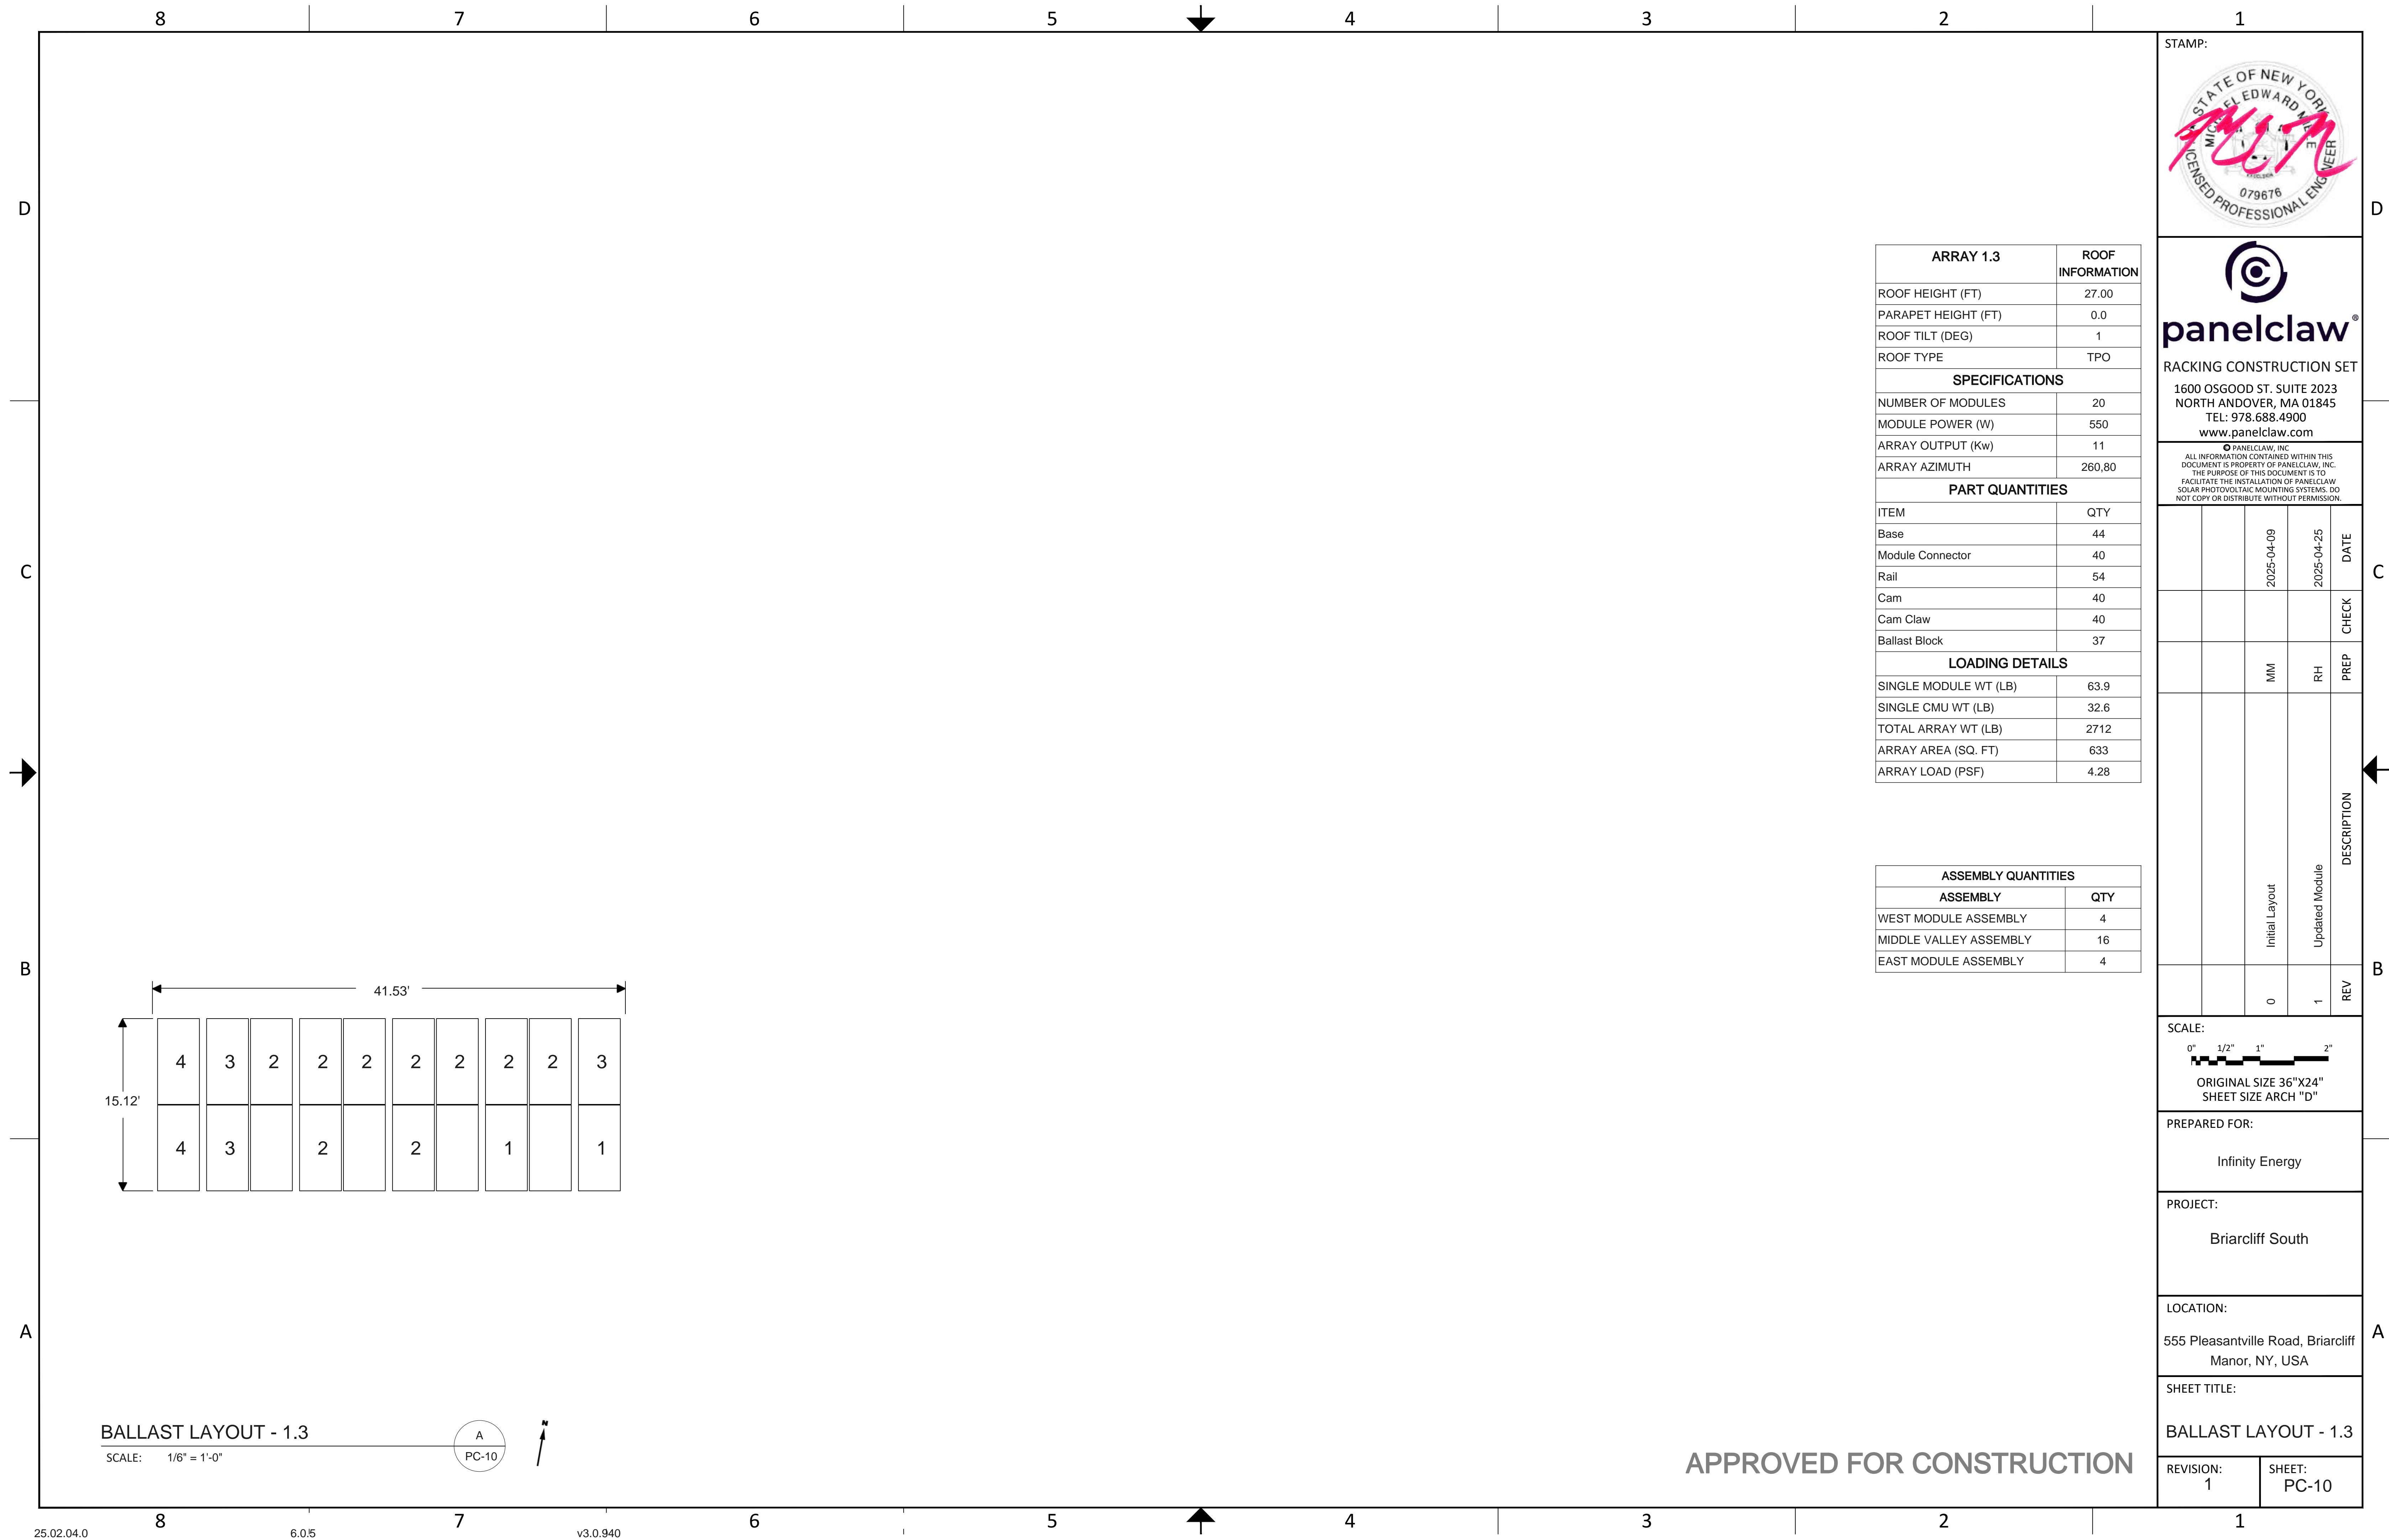 8 7 6 5 4 3 2 1
D
C
B
A
D
C
B
A
STAMP:
STATE OF NEW YORK
LICENSED PROFESSIONAL ENGINEER
079676
panelclaw®
RACKING CONSTRUCTION SET
1600 OSGOOD ST. SUITE 2023
NORTH ANDOVER, MA 01845
TEL: 978.688.4900
www.panelclaw.com
© PANELCLAW, INC
ALL INFORMATION CONTAINED WITHIN THIS
DOCUMENT IS PROPERTY OF PANELCLAW, INC.
THE PURPOSE OF THIS DOCUMENT IS TO
FACILITATE THE INSTALLATION OF PANELCLAW
SOLAR PHOTOVOLTAIC MOUNTING SYSTEMS. DO
NOT COPY OR DISTRIBUTE WITHOUT PERMISSION.
REV DESCRIPTION PREP CHECK DATE
0 Initial Layout MM 2025-04-09
1 Updated Module RH 2025-04-25
SCALE:
0" 1/2" 1" 2"
ORIGINAL SIZE 36"X24"
SHEET SIZE ARCH "D"
PREPARED FOR:
Infinity Energy
PROJECT:
Briarcliff South
LOCATION:
555 Pleasantville Road, Briarcliff
Manor, NY, USA
SHEET TITLE:
BALLAST LAYOUT - 1.3
REVISION:
1
SHEET:
PC-10
ARRAY 1.3 ROOF INFORMATION
ROOF HEIGHT (FT) 27.00
PARAPET HEIGHT (FT) 0.0
ROOF TILT (DEG) 1
ROOF TYPE TPO
SPECIFICATIONS
NUMBER OF MODULES 20
MODULE POWER (W) 550
ARRAY OUTPUT (Kw) 11
ARRAY AZIMUTH 260,80
PART QUANTITIES
ITEM QTY
Base 44
Module Connector 40
Rail 54
Cam 40
Cam Claw 40
Ballast Block 37
LOADING DETAILS
SINGLE MODULE WT (LB) 63.9
SINGLE CMU WT (LB) 32.6
TOTAL ARRAY WT (LB) 2712
ARRAY AREA (SQ. FT) 633
ARRAY LOAD (PSF) 4.28
ASSEMBLY QUANTITIES
ASSEMBLY QTY
WEST MODULE ASSEMBLY 4
MIDDLE VALLEY ASSEMBLY 16
EAST MODULE ASSEMBLY 4
41.53'
15.12'
4 3 2 2 2 2 2 2 2 3
4 3 2 2 1 1
BALLAST LAYOUT - 1.3
SCALE: 1/6" = 1'-0"
A
PC-10
N
APPROVED FOR CONSTRUCTION
8 7 6 5 4 3 2 1
25.02.04.0 6.0.5 v3.0.940